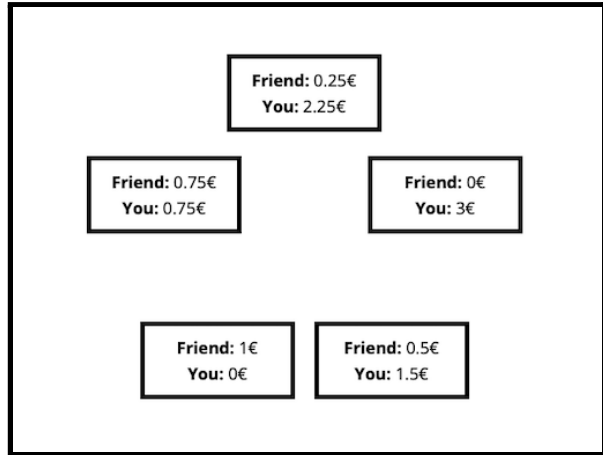 Friend: 0.25€
You: 2.25€
Friend: 0.75€
You: 0.75€
Friend: 0€
You: 3€
Friend: 1€
You: 0€
Friend: 0.5€
You: 1.5€